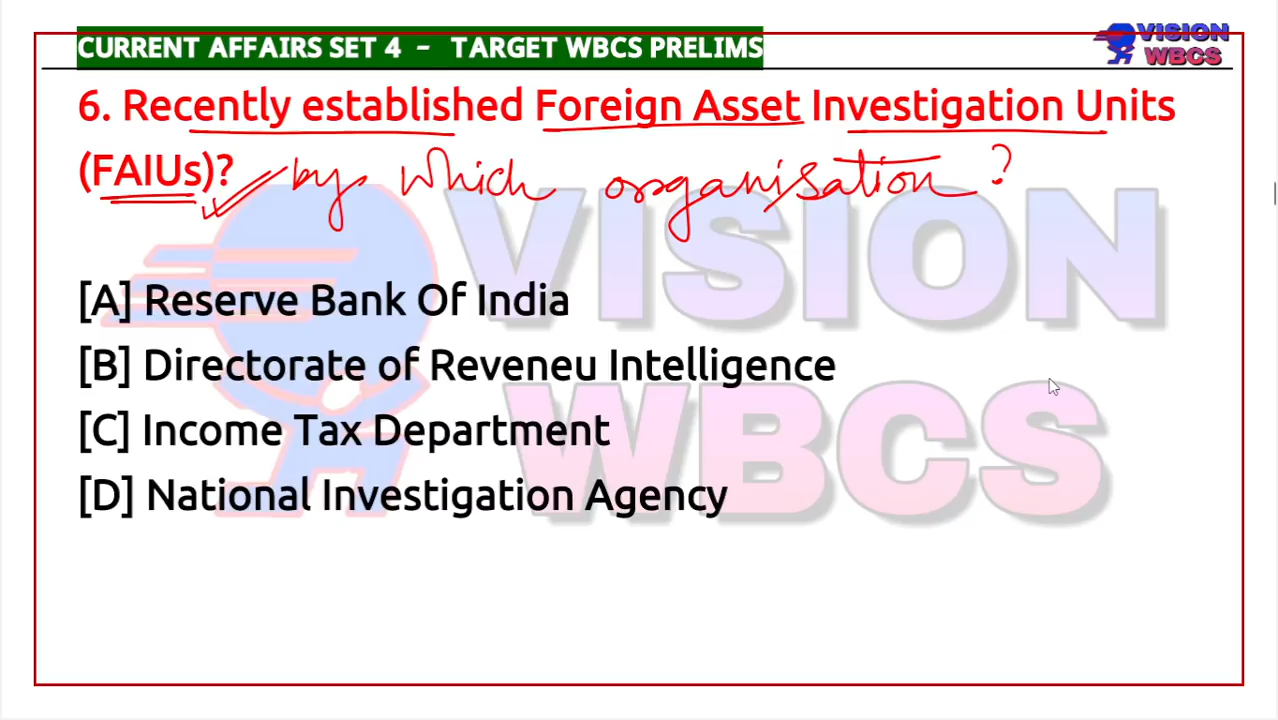 CURRENT AFFAIRS SET 4 - TARGET WBCS PRELIMS
VISION
WBCS
6. Recently established Foreign Asset Investigation Units
(FAIUs)? by which organisation ?
[A] Reserve Bank Of India
[B] Directorate of Reveneu Intelligence
[C] Income Tax Department
[D] National Investigation Agency
VISION
WBCS